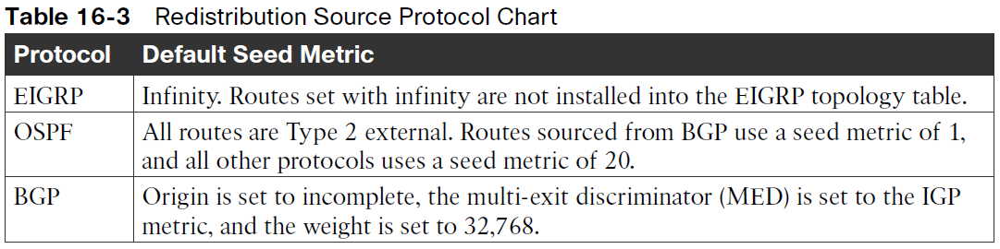 Table 16-3 Redistribution Source Protocol Chart
Protocol Default Seed Metric
EIGRP Infinity. Routes set with infinity are not installed into the EIGRP topology table.
OSPF All routes are Type 2 external. Routes sourced from BGP use a seed metric of 1,
and all other protocols uses a seed metric of 20.
BGP Origin is set to incomplete, the multi-exit discriminator (MED) is set to the IGP
metric, and the weight is set to 32,768.